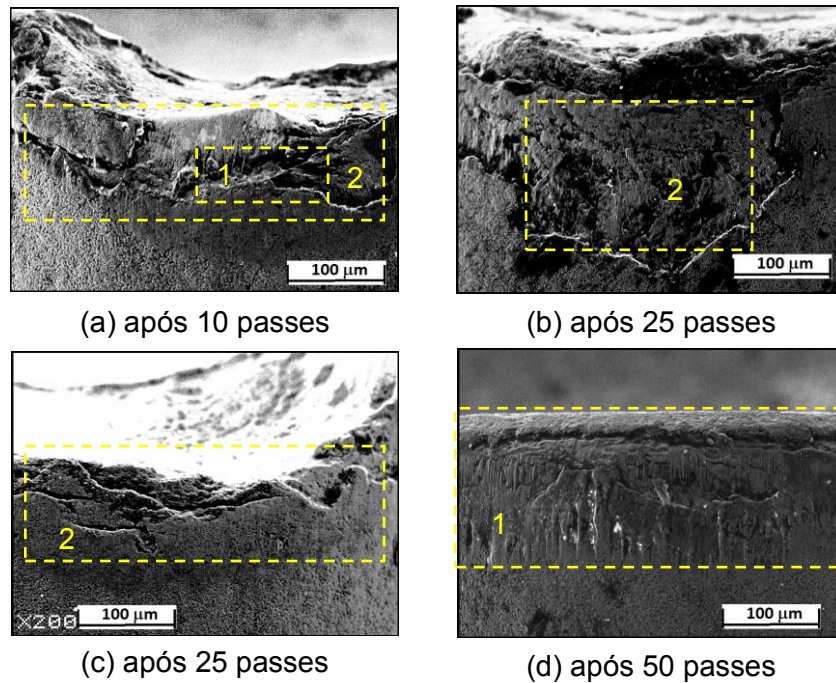 1
2
100 µm
(a) após 10 passes
2
100 µm
(b) após 25 passes
2
X200
100 µm
(c) após 25 passes
1
100 µm
(d) após 50 passes